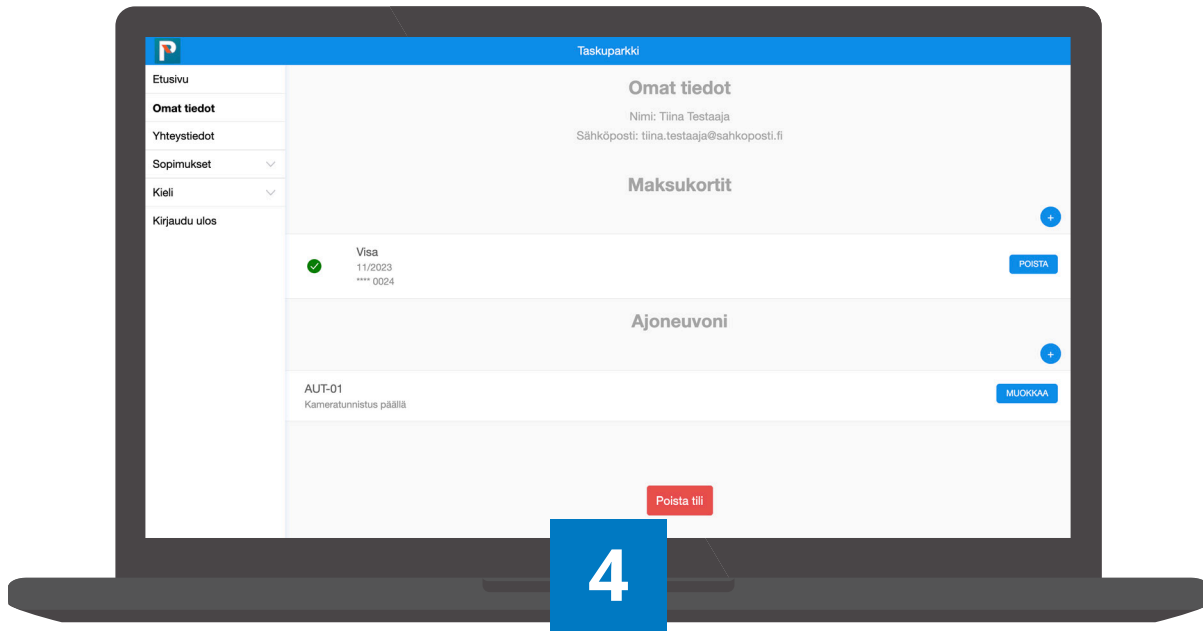 Taskuparkki
Etusivu
Omat tiedot
Yhteystiedot
Sopimukset
Kieli
Kirjaudu ulos
Omat tiedot
Nimi: Tiina Testaaja
Sähköposti: tiina.testaaja@sahkoposti.fi
Maksukortit
+
Visa
11/2023
**** 0024
POISTA
Ajoneuvoni
+
AUT-01
Kameratunnistus päällä
MUOKKAA
Poista tili
4